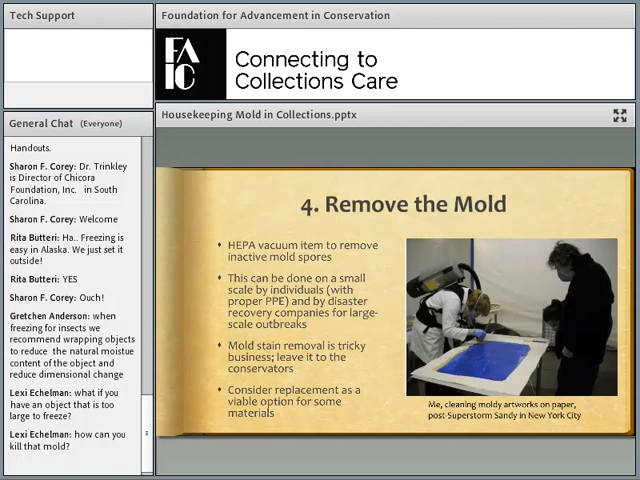 Tech Support
Foundation for Advancement in Conservation
FA
IC
Connecting to
Collections Care
General Chat (Everyone)
Handouts.
Sharon F. Corey: Dr. Trinkley
is Director of Chicora
Foundation, Inc. in South
Carolina.
Sharon F. Corey: Welcome
Rita Butteri: Ha.. Freezing is
easy in Alaska. We just set it
outside!
Rita Butteri: YES
Sharon F. Corey: Ouch!
Gretchen Anderson: when
freezing for insects we
recommend wrapping objects
to reduce the natural moistue
content of the object and
reduce dimensional change
Lexi Echelman: what if you
have an object that is too
large to freeze?
Lexi Echelman: how can you
kill that mold?
Housekeeping Mold in Collections.pptx
4. Remove the Mold
HEPA vacuum item to remove
inactive mold spores
This can be done on a small
scale by individuals (with
proper PPE) and by disaster
recovery companies for large-
scale outbreaks
Mold stain removal is tricky
business; leave it to the
conservators
Consider replacement as a
viable option for some
materials
Me, cleaning moldy artworks on paper,
post-Superstorm Sandy in New York City